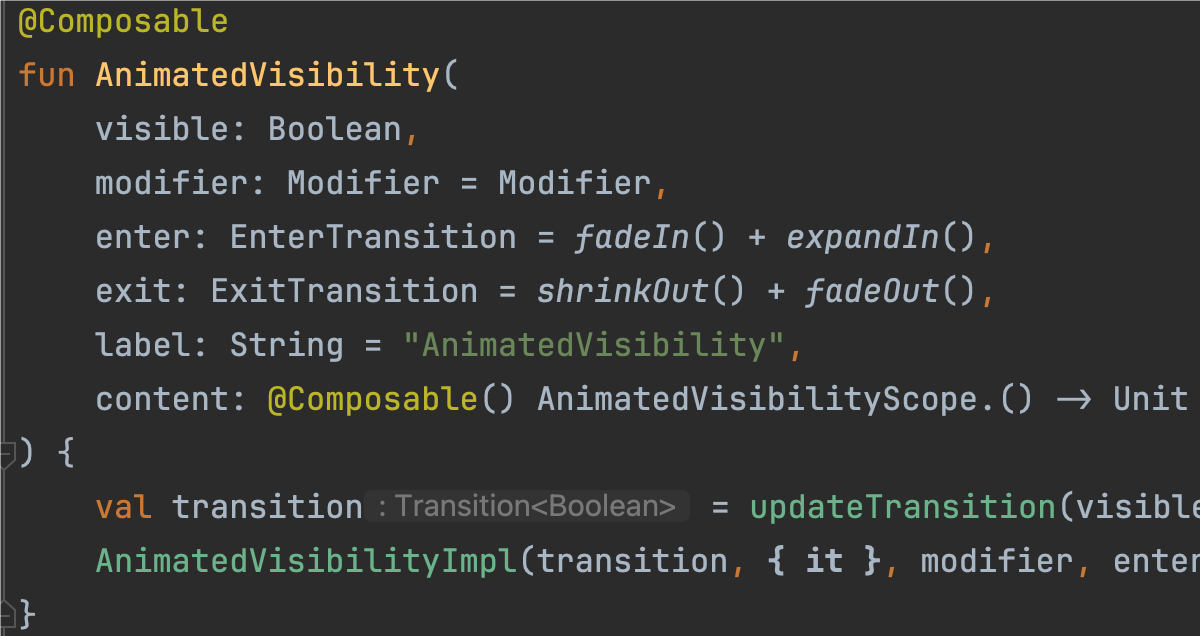 @Composable
fun AnimatedVisibility(
visible: Boolean,
modifier: Modifier = Modifier,
enter: EnterTransition = fadeIn() + expandIn(),
exit: ExitTransition = shrinkOut() + fadeOut(),
label: String = "AnimatedVisibility",
content: @Composable() AnimatedVisibilityScope.() -> Unit
) {
val transition : Transition<Boolean> = updateTransition(visible
AnimatedVisibilityImpl(transition, { it }, modifier, enter
}